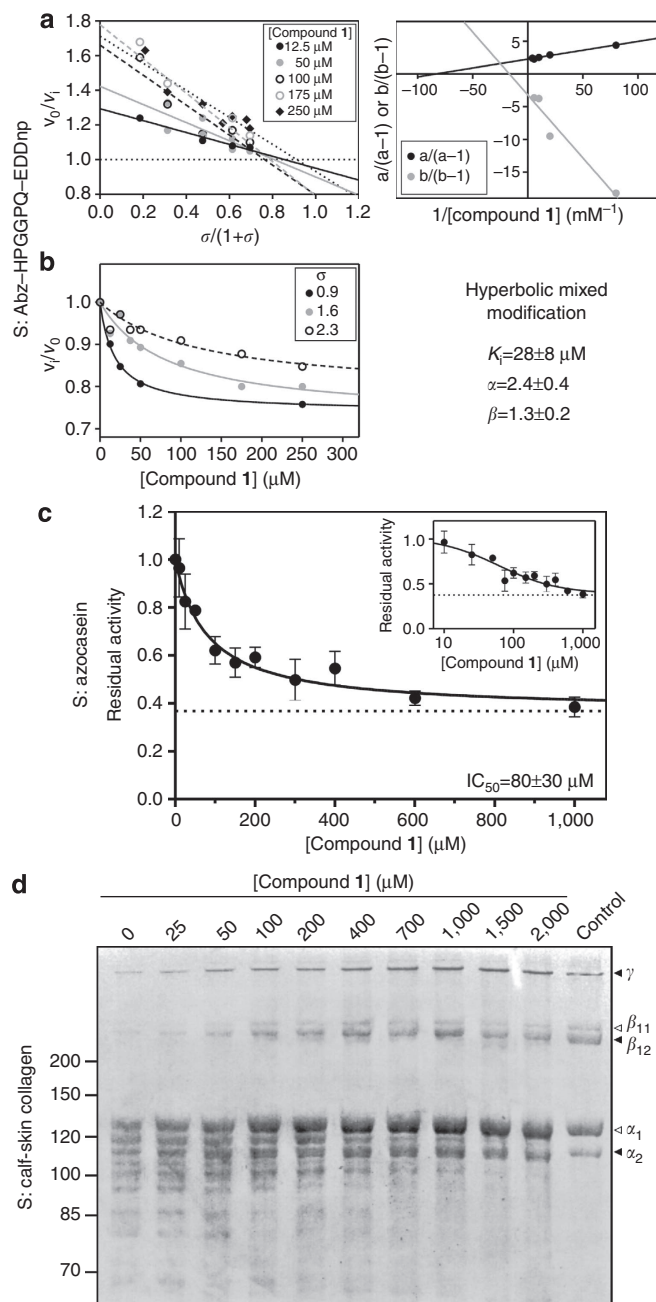 a
S: Abz–HPGGPQ–EDDnp
v0/vi
1.8
1.6
1.4
1.2
1.0
0.8
0.0 0.2 0.4 0.6 0.8 1.0 1.2
σ/(1+σ)
[Compound 1]
12.5 μM
50 μM
100 μM
175 μM
250 μM
a/(a−1) or b/(b−1)
5
−5
−10
−15
−120 −80 −40 40 80 120
a/(a−1)
b/(b−1)
1/[compound 1] (mM−1)
b
vi/v0
1.0
0.9
0.8
0.7
0 50 100 150 200 250 300
[Compound 1] (μM)
σ
0.9
1.6
2.3
Hyperbolic mixed
modification
Ki=28±8 μM
α=2.4±0.4
β=1.3±0.2
c
S: azocasein
Residual activity
1.2
1.0
0.8
0.6
0.4
0.2
0.0
0 200 400 600 800 1,000
[Compound 1] (μM)
IC50=80±30 μM
Residual activity
1.0
0.5
0.0
10 100 1,000
[Compound 1] (μM)
d
[Compound 1] (μM)
0 25 50 100 200 400 700 1,000 1,500 2,000 Control
S: calf-skin collagen
200
150
120
100
85
70
γ
β11
β12
α1
α2